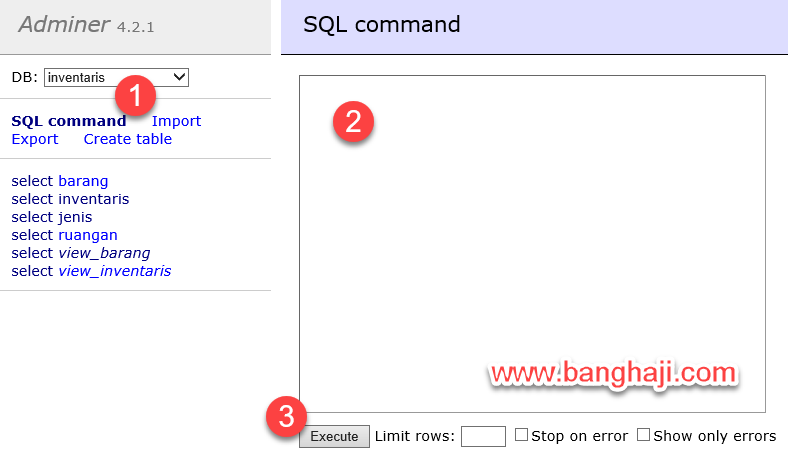 Adminer 4.2.1
DB: inventaris
1
SQL command Import
Export Create table
select barang
select inventaris
select jenis
select ruangan
select view_barang
select view_inventaris
SQL command
2
www.banghaji.com
3
Execute Limit rows: Stop on error Show only errors